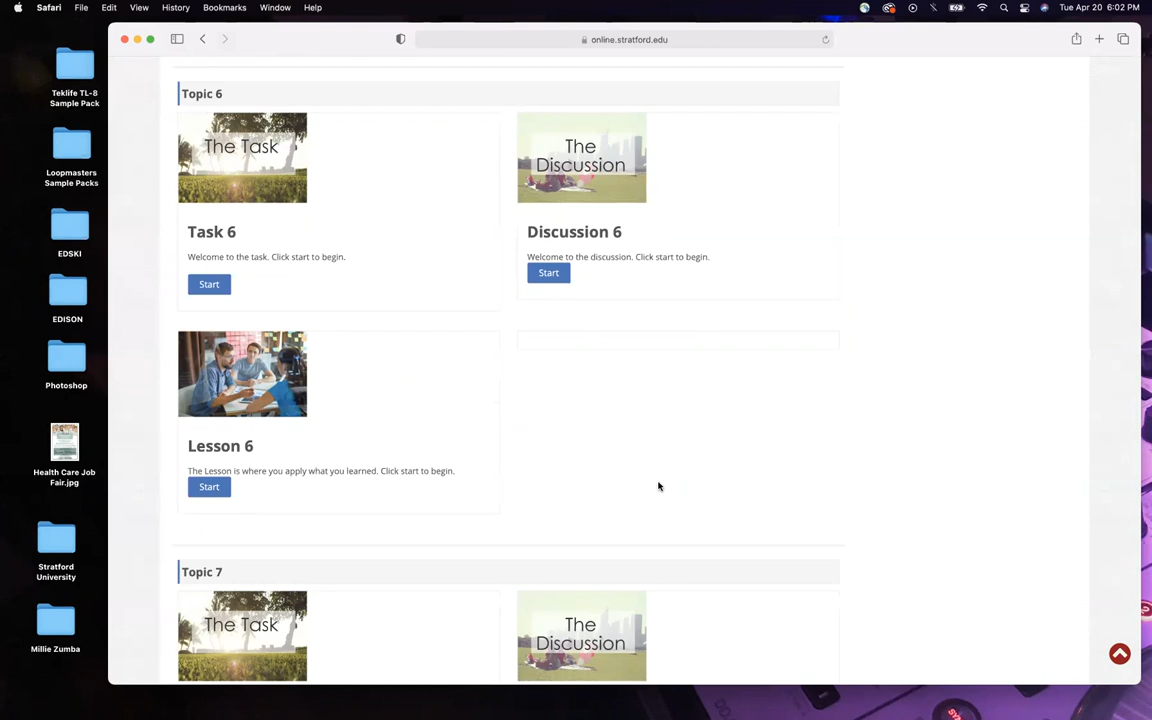 Safari File Edit View History Bookmarks Window Help
Tue Apr 20 6:02 PM
online.stratford.edu
Teklife TL-8
Sample Pack
Loopmasters
Sample Packs
EDSKI
EDISON
Photoshop
Health Care Job
Fair.jpg
Stratford
University
Millie Zumba
Topic 6
The Task
Task 6
Welcome to the task. Click start to begin.
Start
The
Discussion
Discussion 6
Welcome to the discussion. Click start to begin.
Start
Lesson 6
The Lesson is where you apply what you learned. Click start to begin.
Start
Topic 7
The Task
The
Discussion